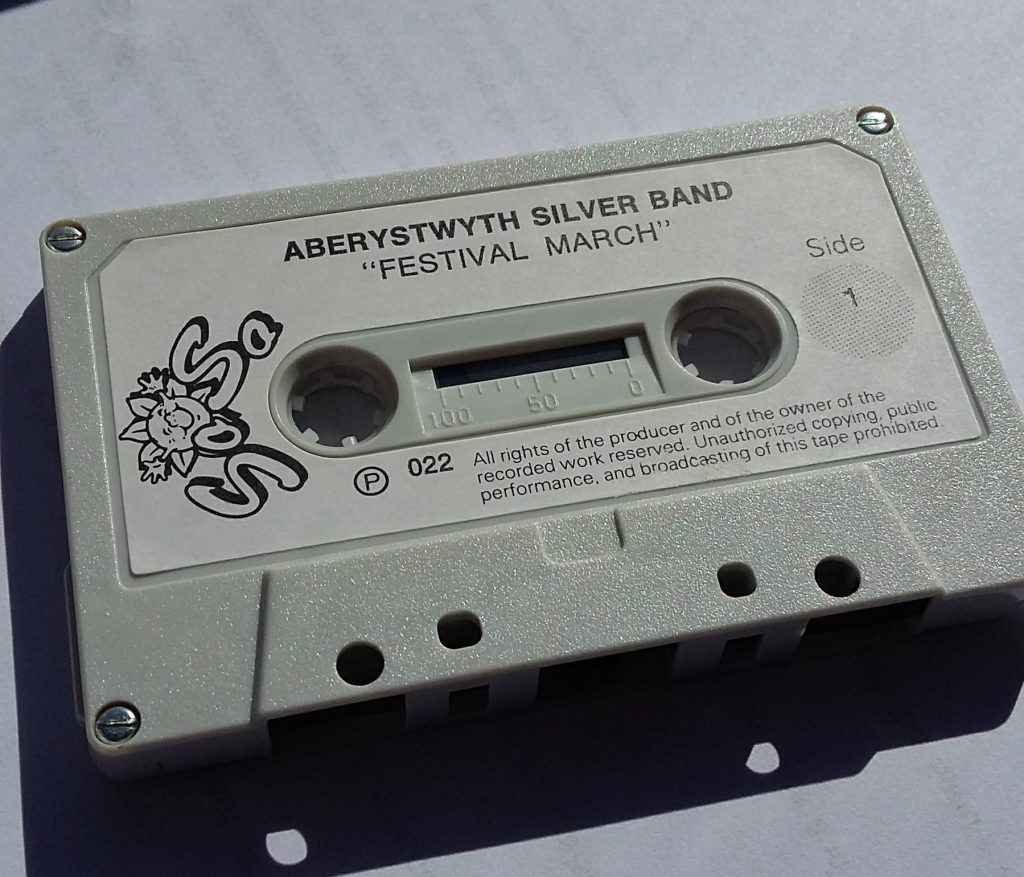 ABERYSTWYTH SILVER BAND
"FESTIVAL MARCH"
Side
1
SaSa
100 50 0
℗ 022
All rights of the producer and of the owner of the
recorded work reserved. Unauthorized copying, public
performance, and broadcasting of this tape prohibited.